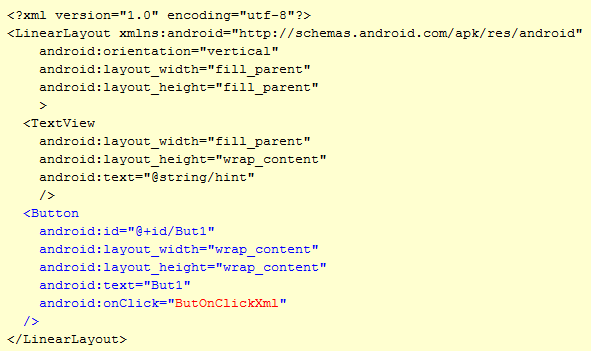 <?xml version="1.0" encoding="utf-8"?>
<LinearLayout xmlns:android="http://schemas.android.com/apk/res/android"
    android:orientation="vertical"
    android:layout_width="fill_parent"
    android:layout_height="fill_parent"
    >
  <TextView
    android:layout_width="fill_parent"
    android:layout_height="wrap_content"
    android:text="@string/hint"
    />
  <Button
    android:id="@+id/But1"
    android:layout_width="wrap_content"
    android:layout_height="wrap_content"
    android:text="But1"
    android:onClick="ButOnClickXml"
  />
</LinearLayout>